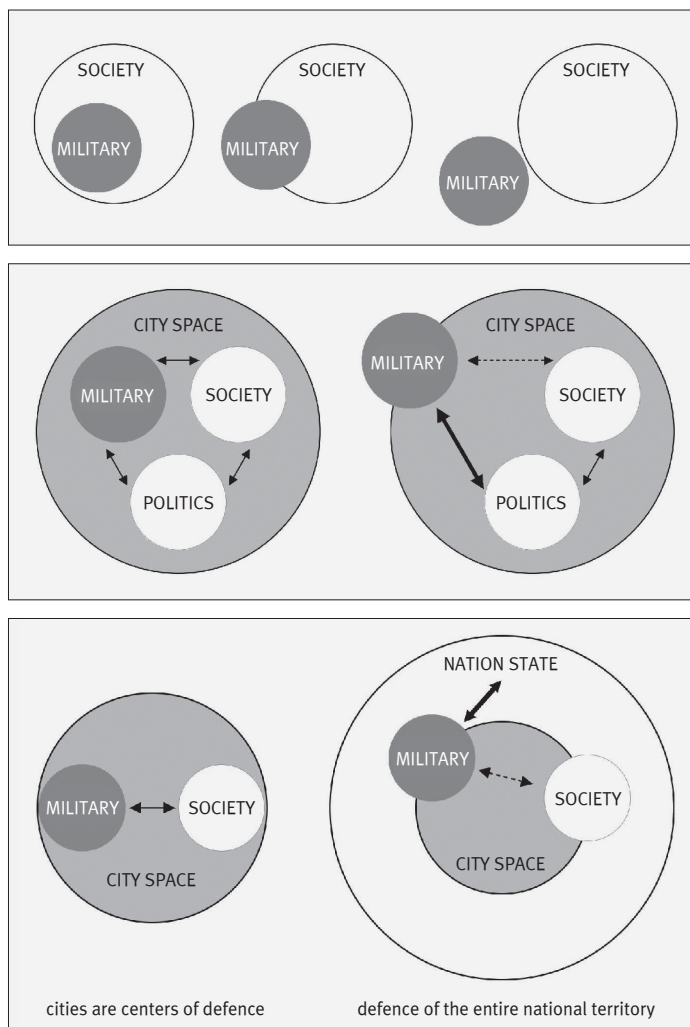 SOCIETY
MILITARY
SOCIETY
MILITARY
SOCIETY
MILITARY
CITY SPACE
MILITARY
SOCIETY
POLITICS
CITY SPACE
MILITARY
SOCIETY
POLITICS
MILITARY
SOCIETY
CITY SPACE
cities are centers of defence
NATION STATE
MILITARY
SOCIETY
CITY SPACE
defence of the entire national territory